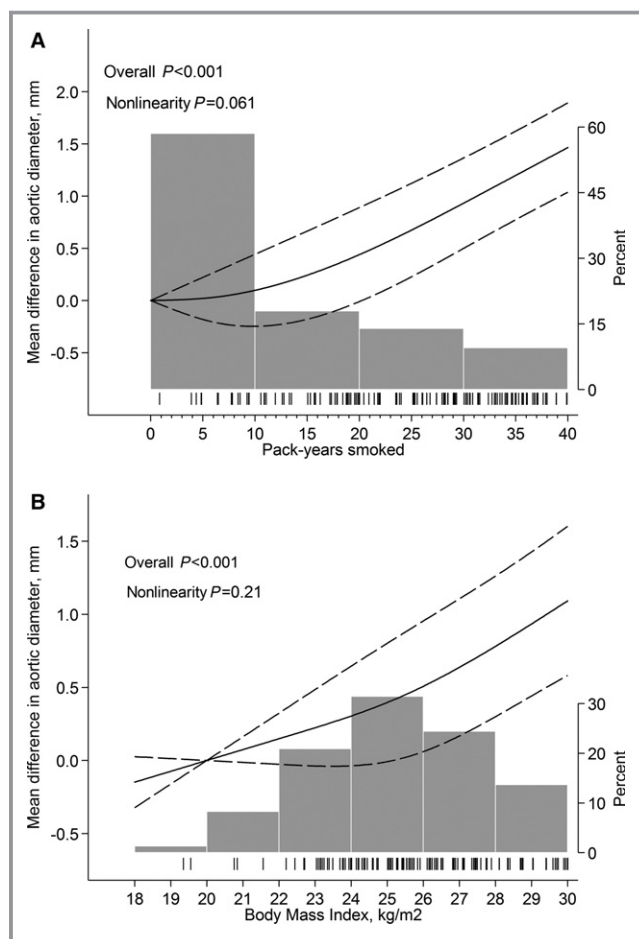 A
Overall P<0.001
Nonlinearity P=0.061
Mean difference in aortic diameter, mm
2.0
1.5
1.0
0.5
0.0
-0.5
60
45
30
15
0
Percent
0 5 10 15 20 25 30 35 40
Pack-years smoked
B
Overall P<0.001
Nonlinearity P=0.21
Mean difference in aortic diameter, mm
1.5
1.0
0.5
0.0
-0.5
30
20
10
0
Percent
18 19 20 21 22 23 24 25 26 27 28 29 30
Body Mass Index, kg/m2